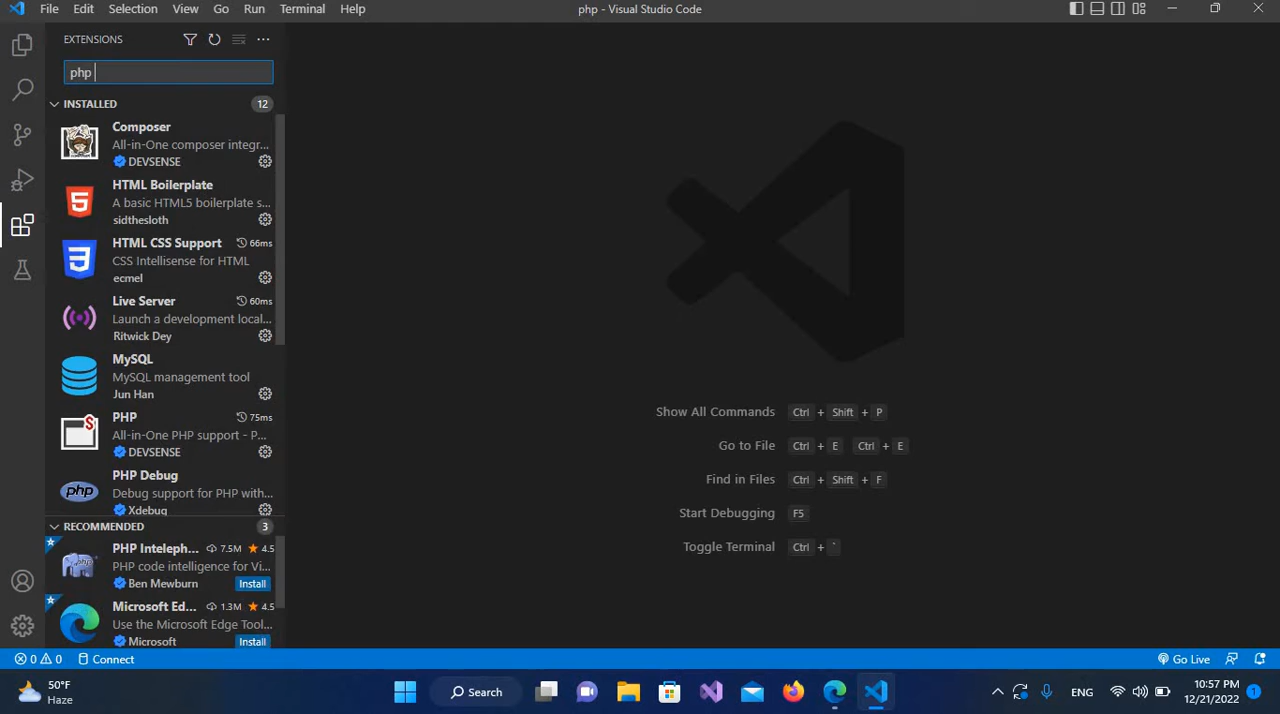 File Edit Selection View Go Run Terminal Help
php - Visual Studio Code
EXTENSIONS
php
INSTALLED 12
Composer
All-in-One composer integr...
DEVSENSE
5
HTML Boilerplate
A basic HTML5 boilerplate s...
sidthesloth
3
HTML CSS Support 66ms
CSS Intellisense for HTML
ecmel
Live Server 60ms
Launch a development local...
Ritwick Dey
MySQL
MySQL management tool
Jun Han
PHP 75ms
All-in-One PHP support - P...
DEVSENSE
php
PHP Debug
Debug support for PHP with...
Xdebug
RECOMMENDED 3
PHP Inteleph... 7.5M 4.5
PHP code intelligence for Vi...
Ben Mewburn Install
Microsoft Ed... 1.3M 4.5
Use the Microsoft Edge Tool...
Microsoft Install
Show All Commands Ctrl + Shift + P
Go to File Ctrl + E Ctrl + E
Find in Files Ctrl + Shift + F
Start Debugging F5
Toggle Terminal Ctrl + `
0 0 Connect
Go Live
50°F
Haze
Search
ENG
10:57 PM
12/21/2022
1